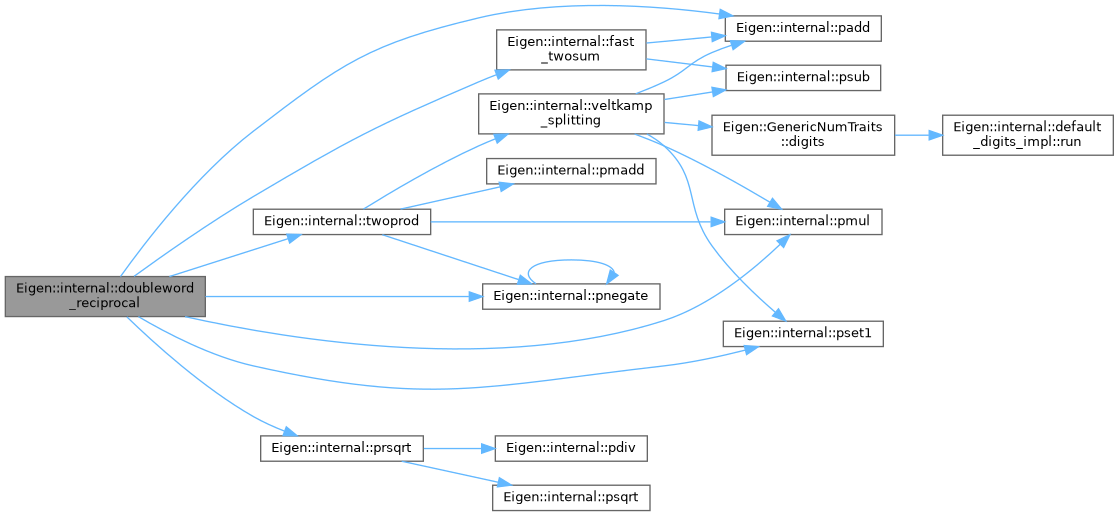 Eigen::internal::doubleword
_reciprocal
Eigen::internal::twoprod
Eigen::internal::prsqrt
Eigen::internal::fast
_twosum
Eigen::internal::veltkamp
_splitting
Eigen::internal::pmadd
Eigen::internal::pnegate
Eigen::internal::pdiv
Eigen::internal::psqrt
Eigen::internal::padd
Eigen::internal::psub
Eigen::GenericNumTraits
::digits
Eigen::internal::pmul
Eigen::internal::pset1
Eigen::internal::default
_digits_impl::run